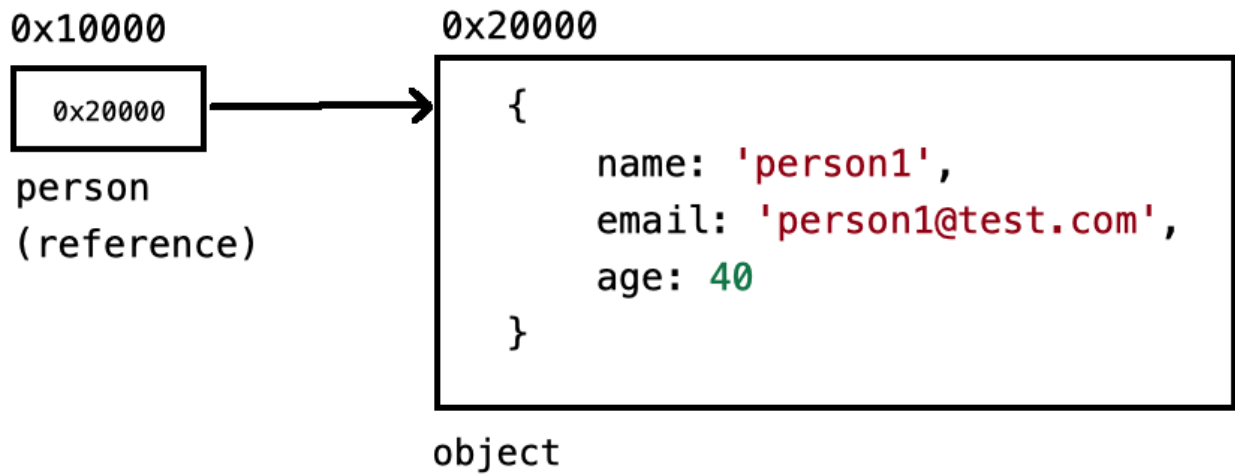 0x10000
0x20000
person
(reference)
0x20000
{
name: 'person1',
email: 'person1@test.com',
age: 40
}
object